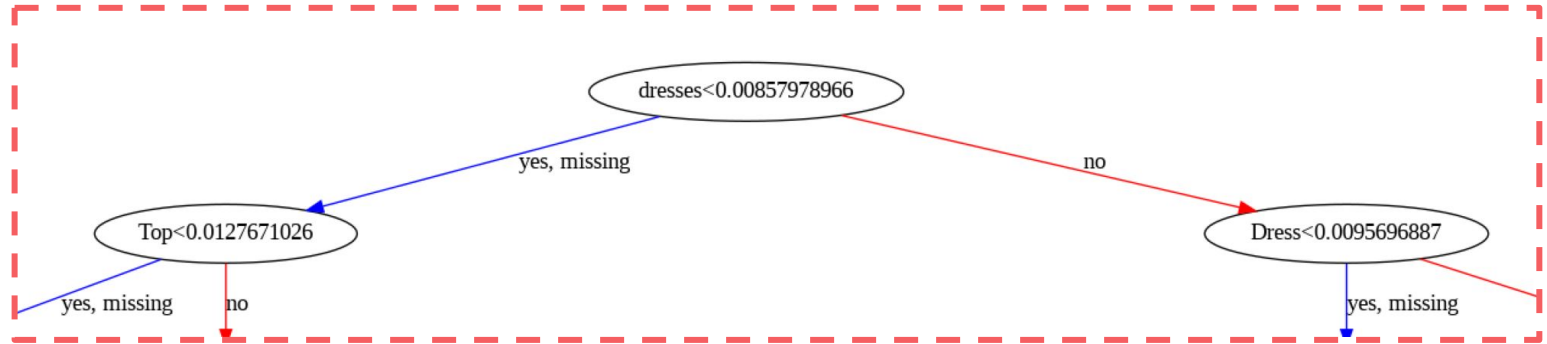 dresses<0.00857978966
yes, missing
no
Top<0.0127671026
Dress<0.0095696887
yes, missing
no
yes, missing